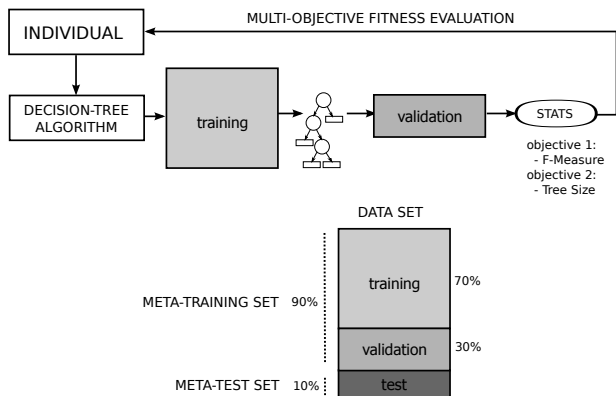 MULTI-OBJECTIVE FITNESS EVALUATION
INDIVIDUAL
DECISION-TREE
ALGORITHM
training
validation
STATS
objective 1:
- F-Measure
objective 2:
- Tree Size
DATA SET
training
70%
META-TRAINING SET 90%
validation
30%
META-TEST SET 10%
test